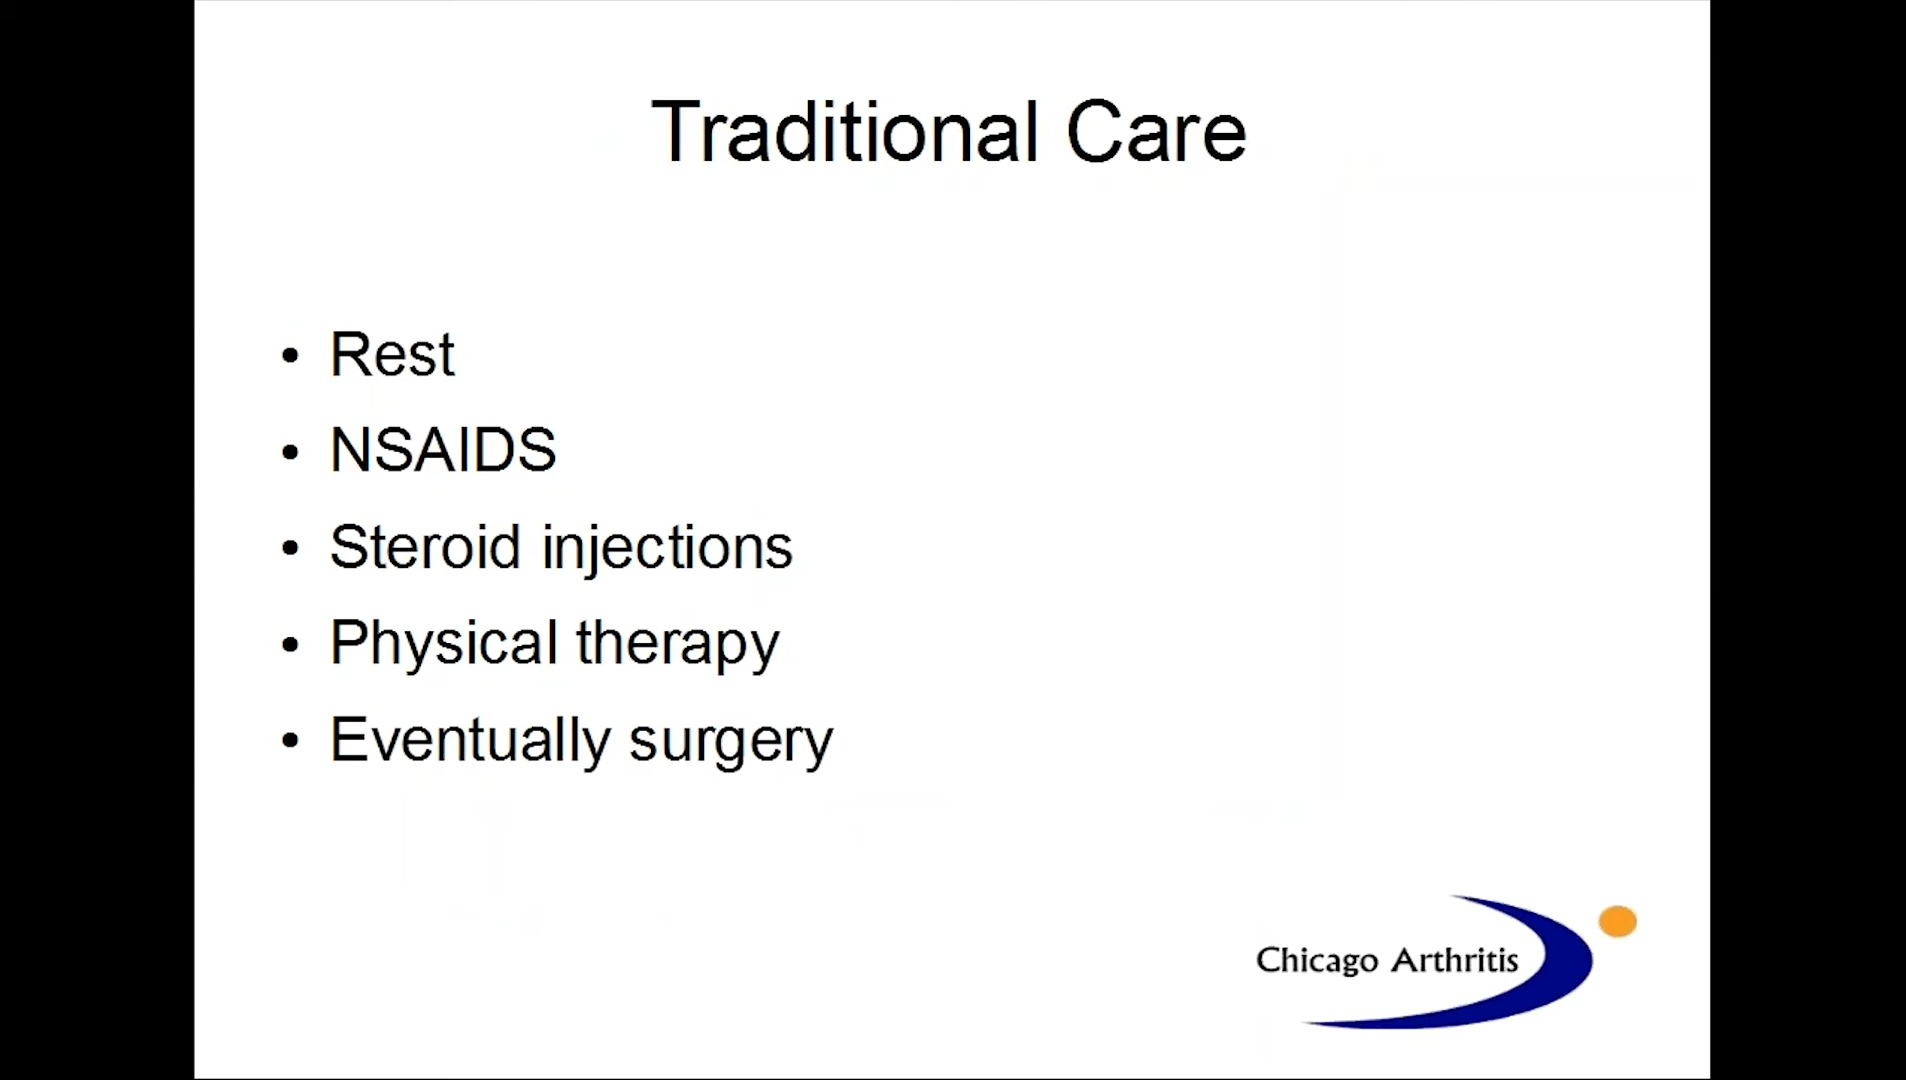 Traditional Care
• Rest
• NSAIDS
• Steroid injections
• Physical therapy
• Eventually surgery
Chicago Arthritis